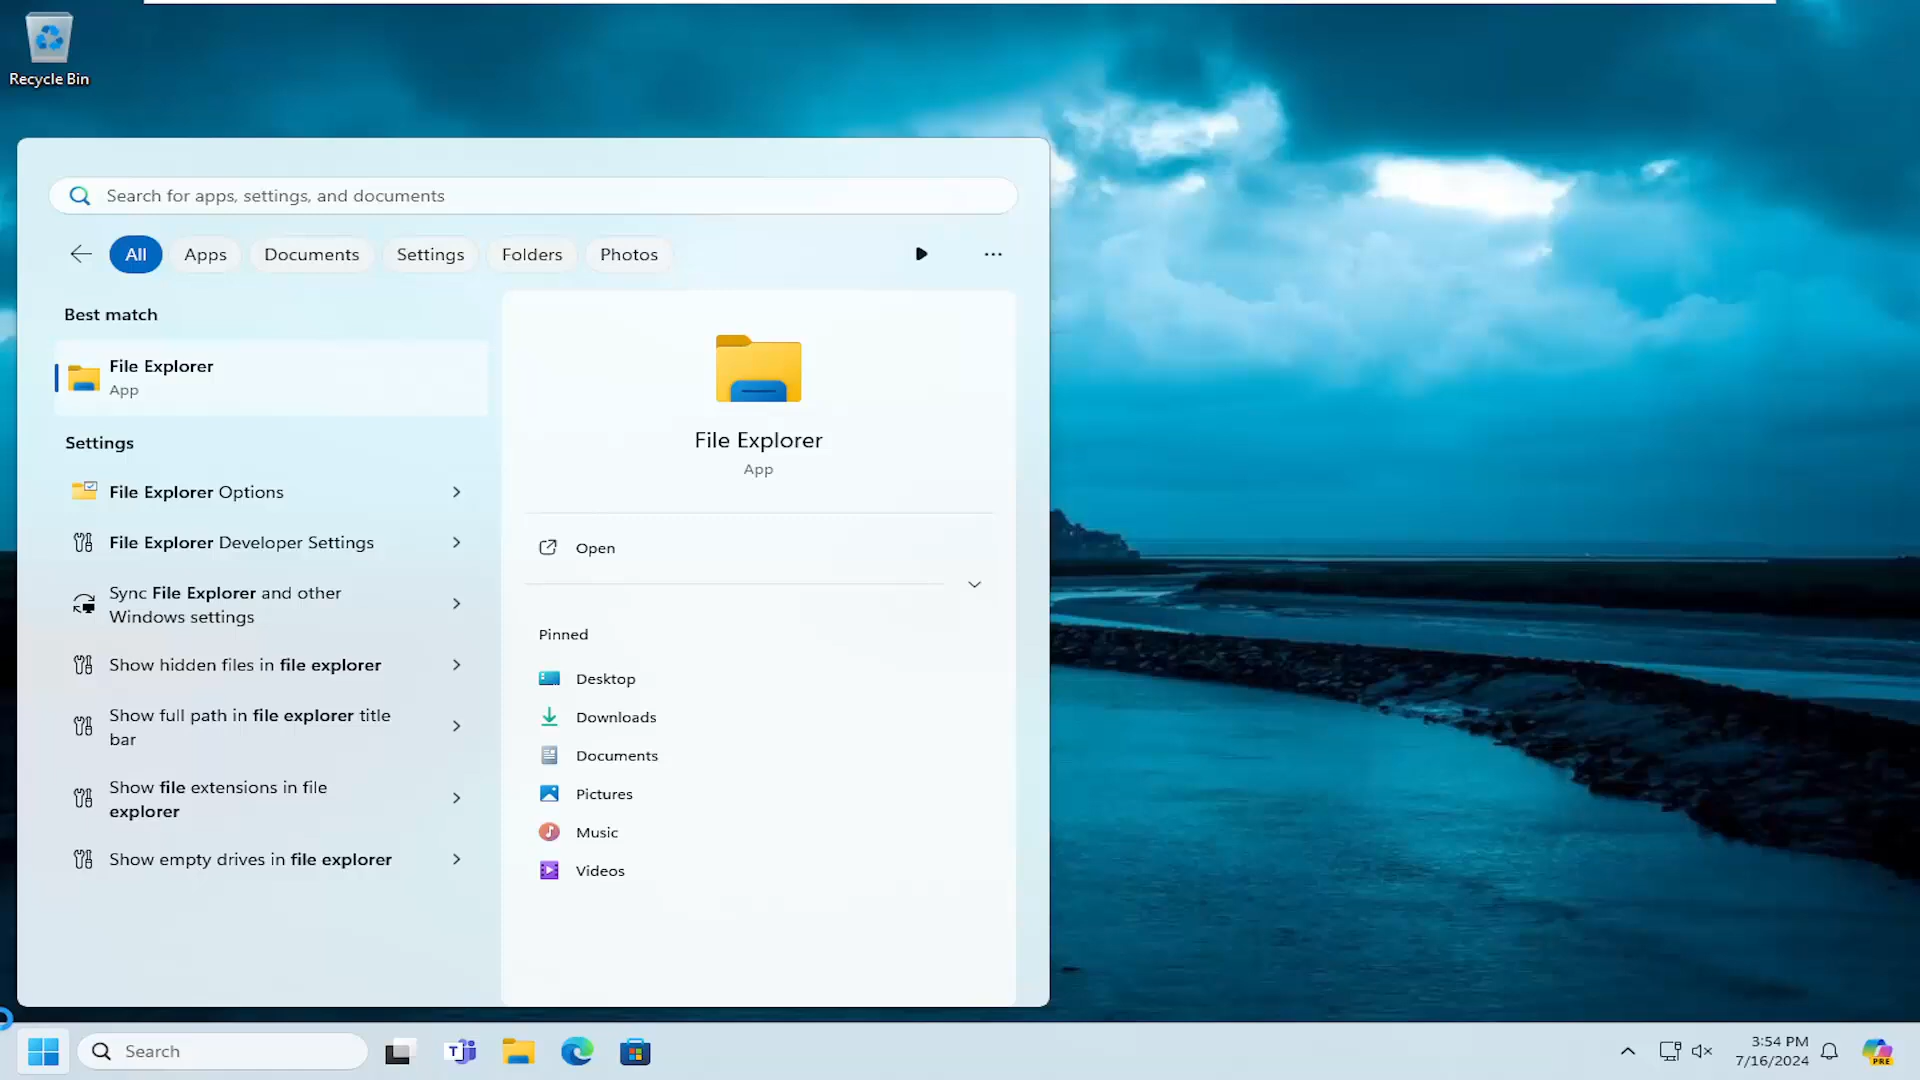 Recycle Bin
Search for apps, settings, and documents
All
Apps
Documents
Settings
Folders
Photos
Best match
File Explorer
App
Settings
File Explorer Options
File Explorer Developer Settings
Sync File Explorer and other
Windows settings
Show hidden files in file explorer
Show full path in file explorer title
bar
Show file extensions in file
explorer
Show empty drives in file explorer
File Explorer
App
Open
Pinned
Desktop
Downloads
Documents
Pictures
Music
Videos
Search
T
3:54 PM
7/16/2024
PRE